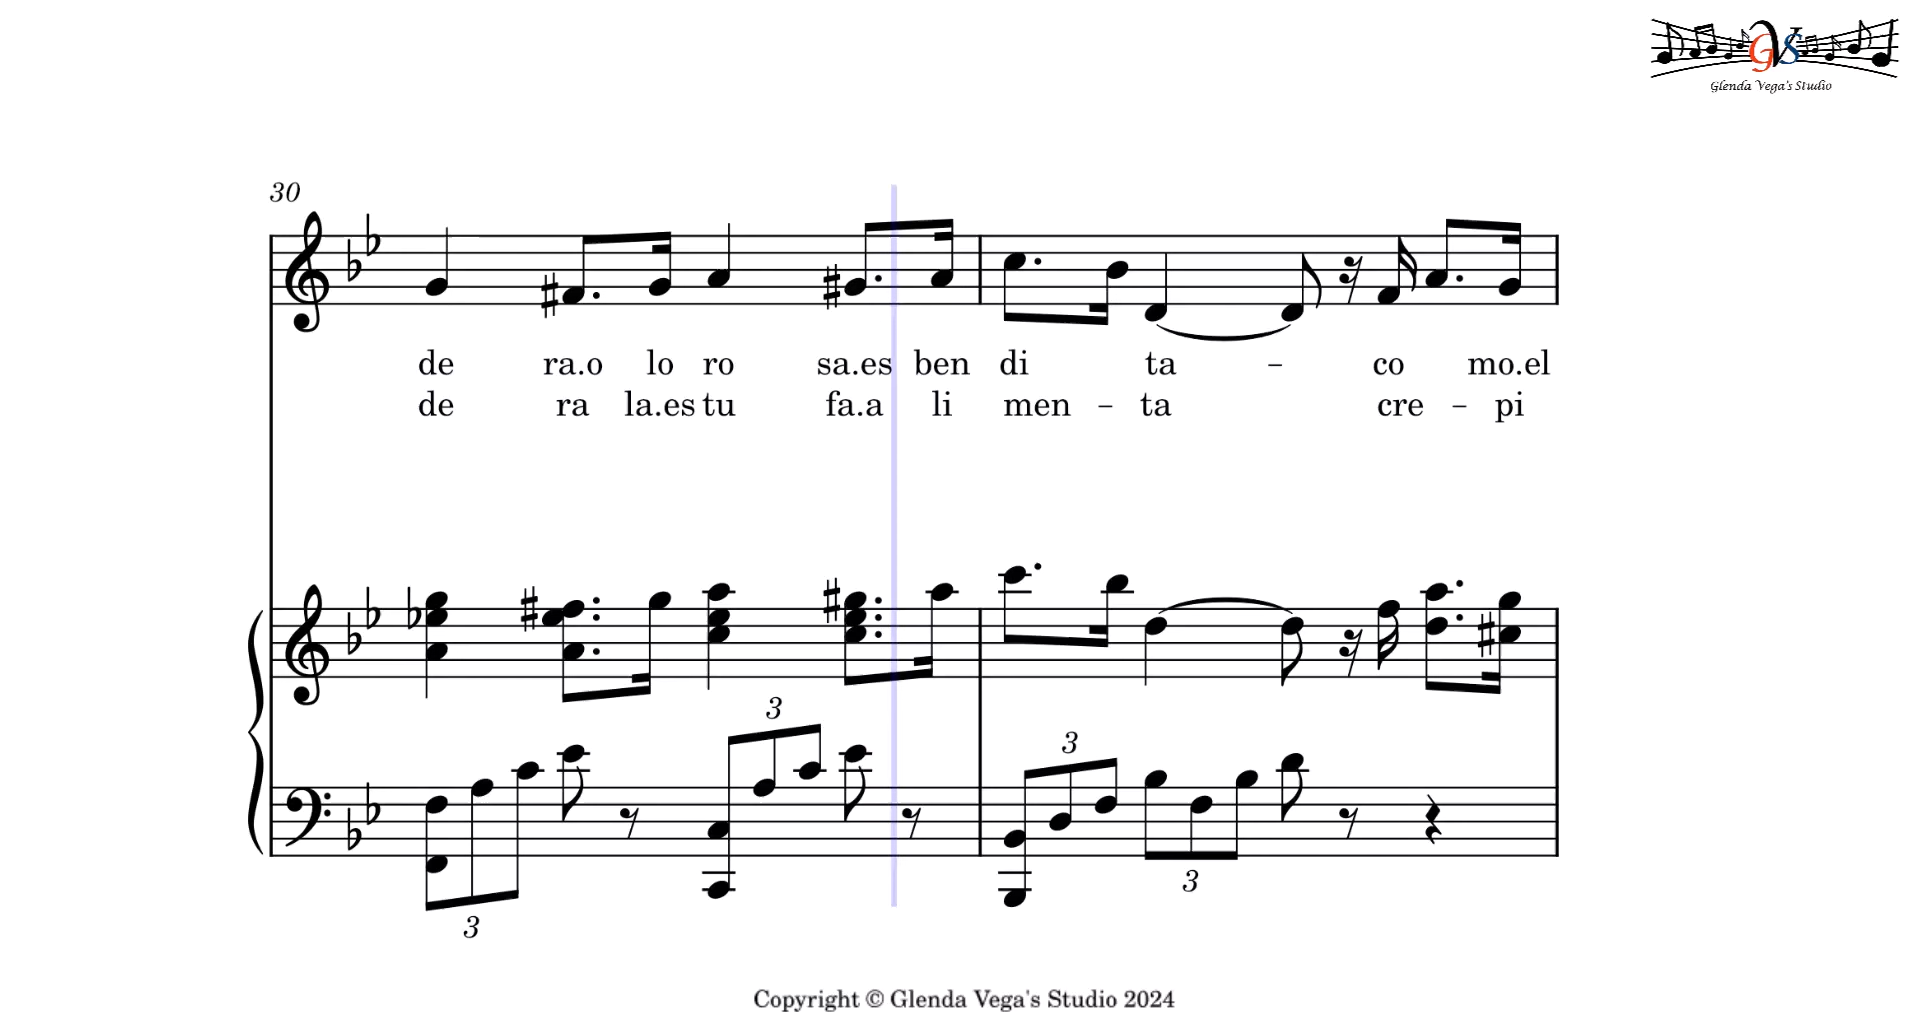 Glenda Vega's Studio
30
de ra.o lo ro sa.es ben di ta – co mo.el
de ra la.es tu fa.a li men – ta cre – pi
3
3
3
3
Copyright © Glenda Vega's Studio 2024